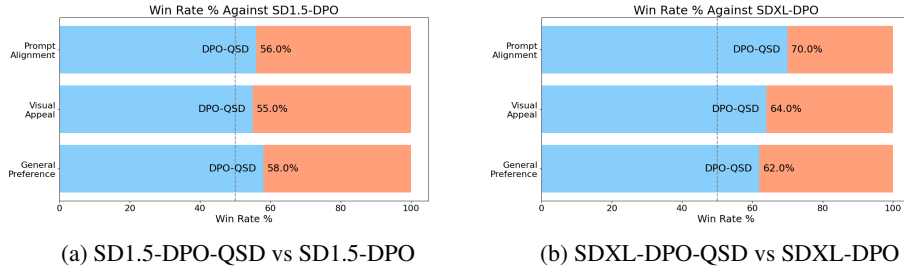 Win Rate % Against SD1.5-DPO
Prompt
Alignment
DPO-QSD 56.0%
Visual
Appeal
DPO-QSD 55.0%
General
Preference
DPO-QSD 58.0%
0 20 40 60 80 100
Win Rate %
(a) SD1.5-DPO-QSD vs SD1.5-DPO
Win Rate % Against SDXL-DPO
Prompt
Alignment
DPO-QSD 70.0%
Visual
Appeal
DPO-QSD 64.0%
General
Preference
DPO-QSD 62.0%
0 20 40 60 80 100
Win Rate %
(b) SDXL-DPO-QSD vs SDXL-DPO